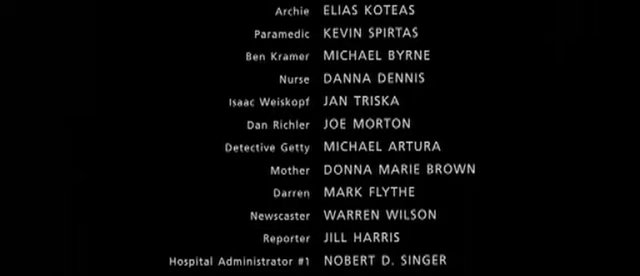 Archie ELIAS KOTEAS
Paramedic KEVIN SPIRTAS
Ben Kramer MICHAEL BYRNE
Nurse DANNA DENNIS
Isaac Weiskopf JAN TRISKA
Dan Richler JOE MORTON
Detective Getty MICHAEL ARTURA
Mother DONNA MARIE BROWN
Darren MARK FLYTHE
Newscaster WARREN WILSON
Reporter JILL HARRIS
Hospital Administrator #1 NOBERT D. SINGER